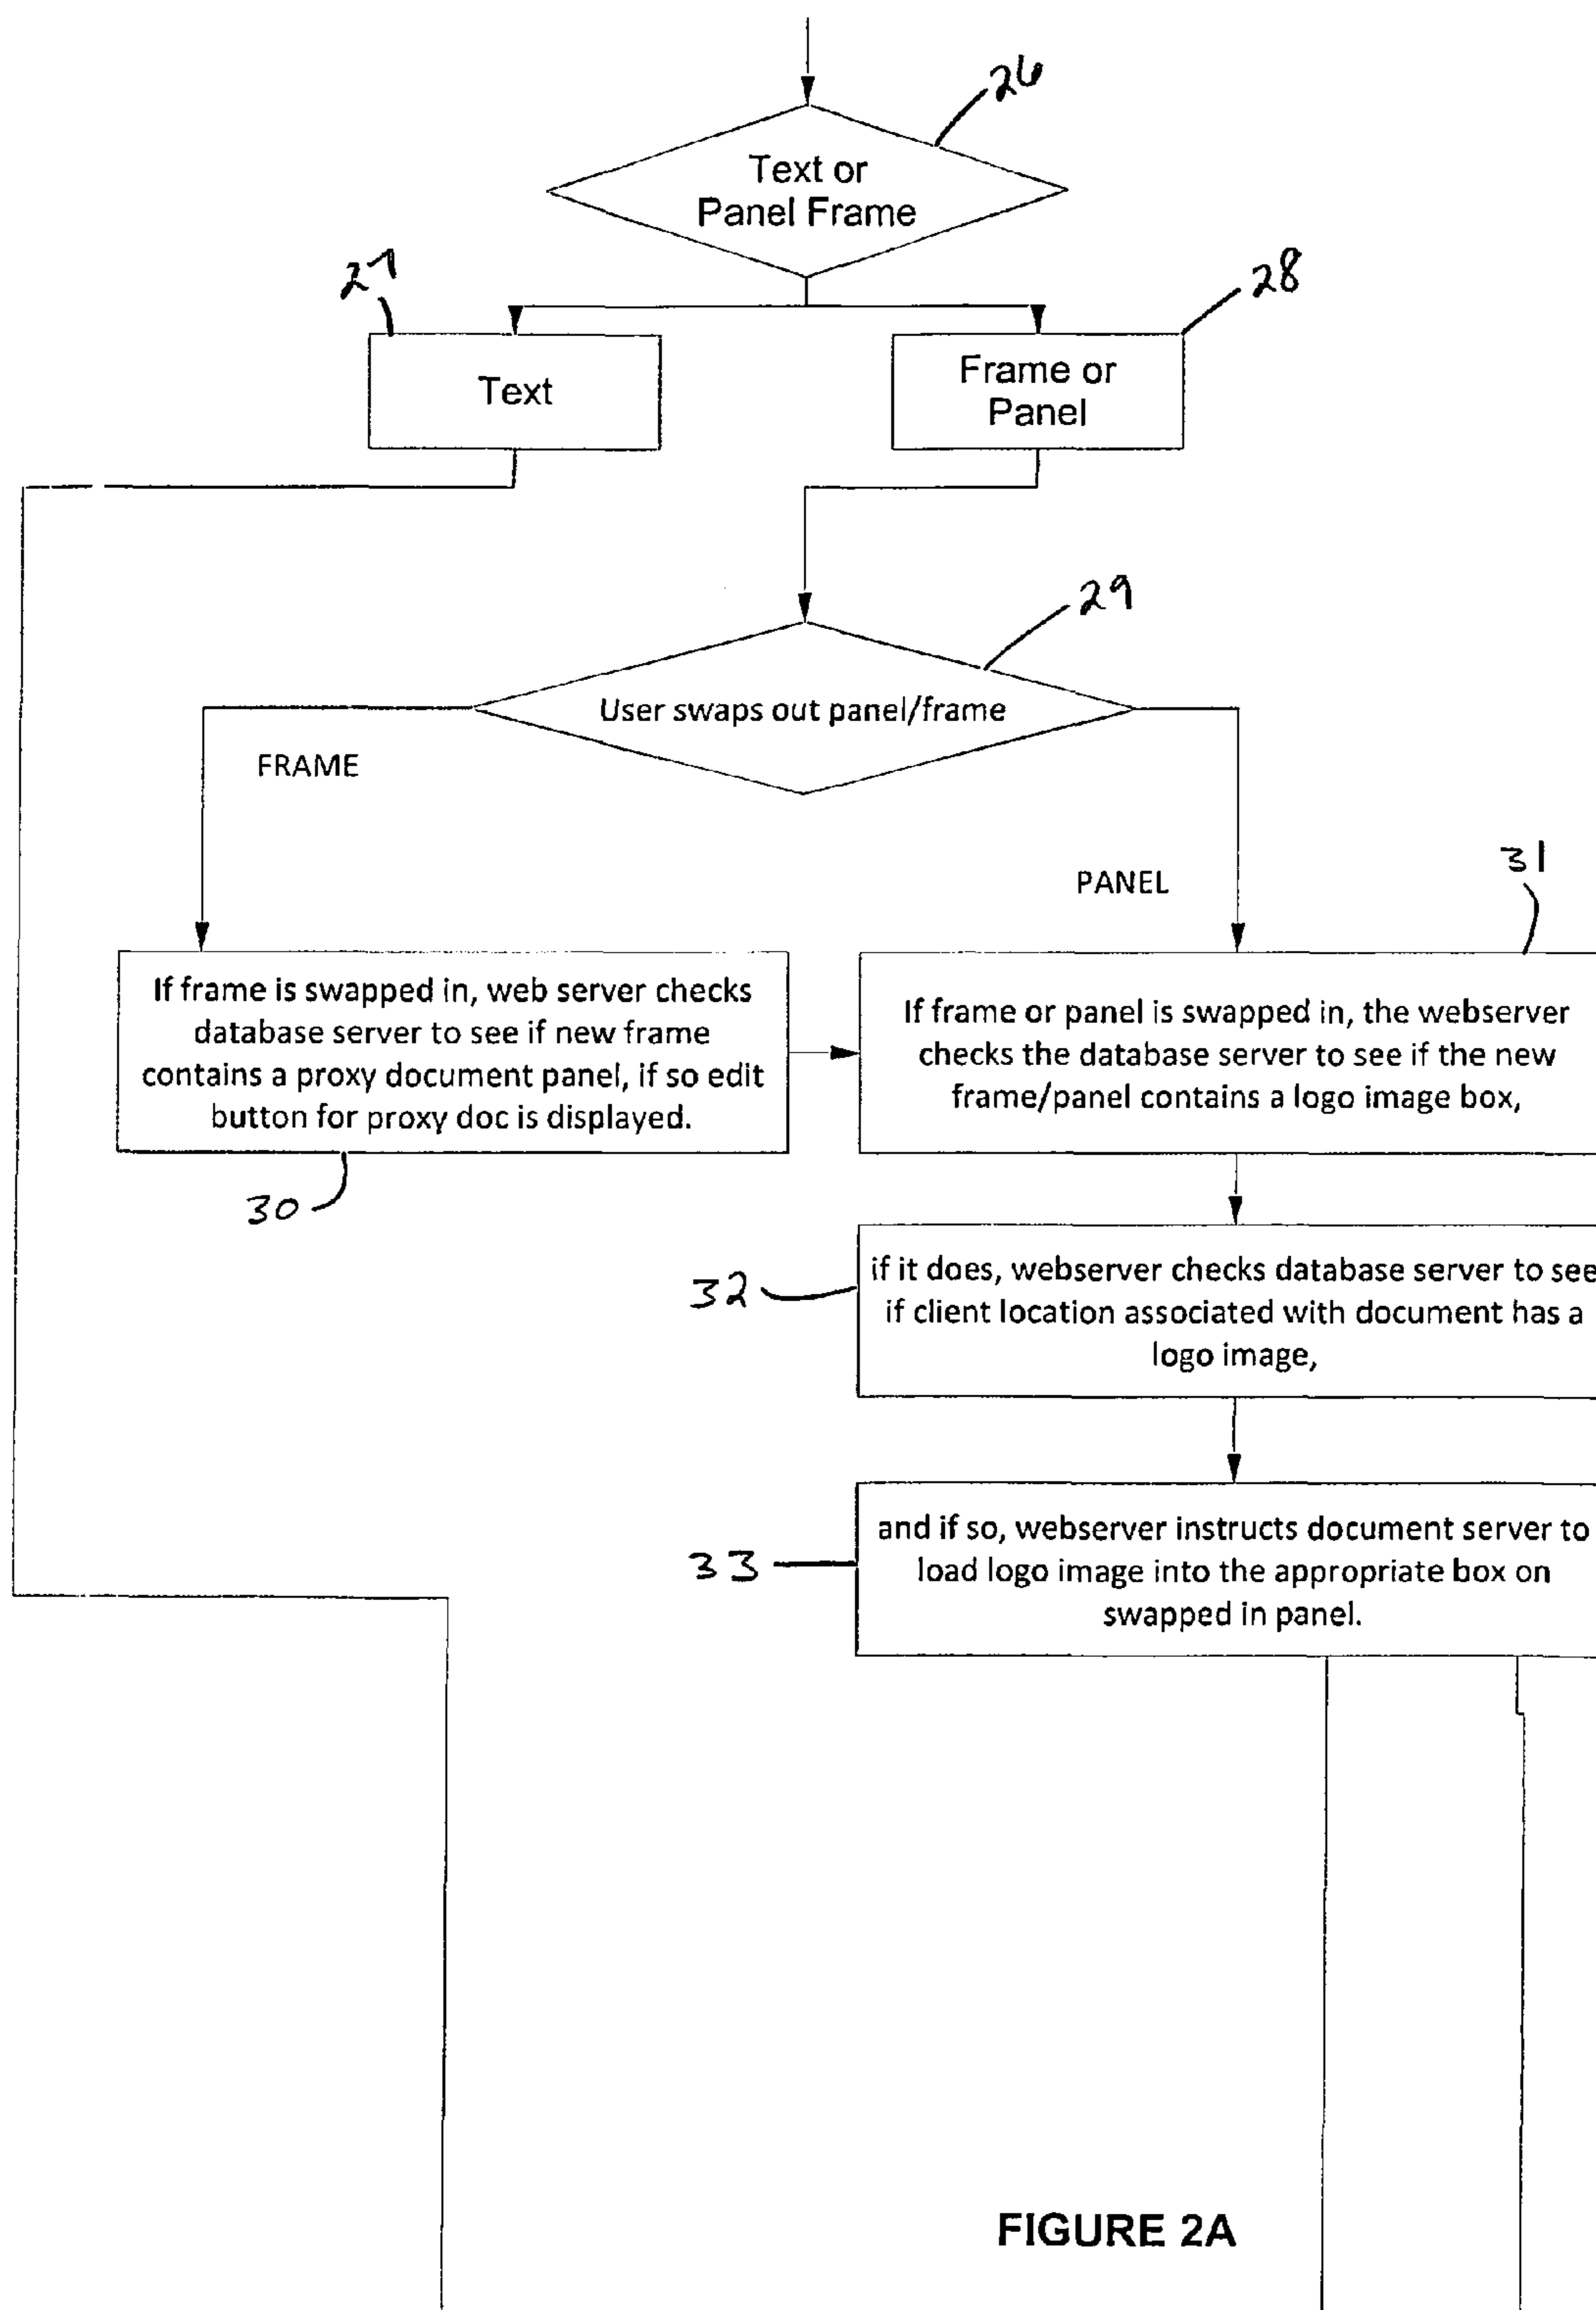 26
Text or
Panel Frame
27
28
Text
Frame or
Panel
29
User swaps out panel/frame
FRAME
PANEL
31
If frame is swapped in, web server checks
database server to see if new frame
contains a proxy document panel, if so edit
button for proxy doc is displayed.
30
If frame or panel is swapped in, the webserver
checks the database server to see if the new
frame/panel contains a logo image box,
32
if it does, webserver checks database server to see
if client location associated with document has a
logo image,
33
and if so, webserver instructs document server to
load logo image into the appropriate box on
swapped in panel.
FIGURE 2A